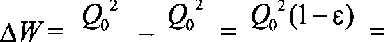 ΔW = Q₀² − Q₀² = Q₀²(1−ε) =